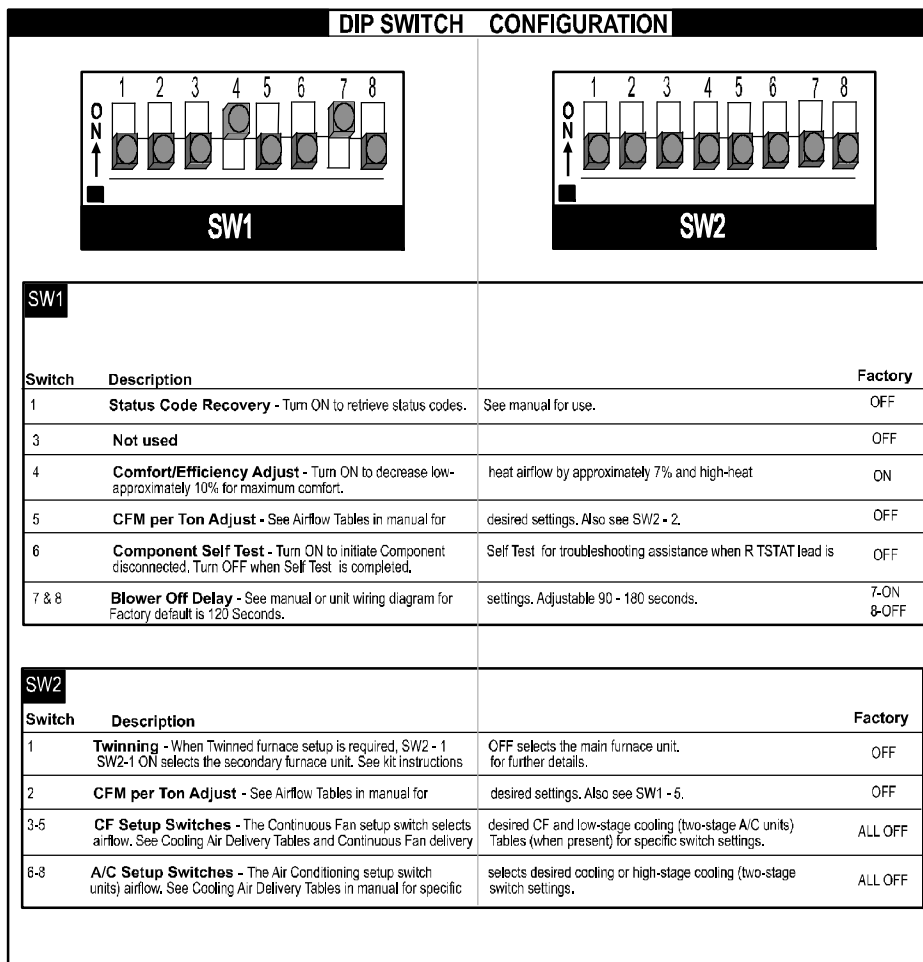 DIP SWITCH CONFIGURATION
1 2 3 4 5 6 7 8
ON
SW1
1 2 3 4 5 6 7 8
ON
SW2
SW1
Switch Description Factory
1 Status Code Recovery - Turn ON to retrieve status codes. See manual for use. OFF
3 Not used OFF
4 Comfort/Efficiency Adjust - Turn ON to decrease low- heat airflow by approximately 7% and high-heat ON
approximately 10% for maximum comfort.
5 CFM per Ton Adjust - See Airflow Tables in manual for desired settings. Also see SW2 - 2. OFF
6 Component Self Test - Turn ON to initiate Component Self Test for troubleshooting assistance when R TSTAT lead is OFF
disconnected. Turn OFF when Self Test is completed.
7 & 8 Blower Off Delay - See manual or unit wiring diagram for settings. Adjustable 90 - 180 seconds. 7-ON
Factory default is 120 Seconds. 8-OFF
SW2
Switch Description Factory
1 Twinning - When Twinned furnace setup is required, SW2 - 1 OFF selects the main furnace unit. OFF
SW2-1 ON selects the secondary furnace unit. See kit instructions for further details.
2 CFM per Ton Adjust - See Airflow Tables in manual for desired settings. Also see SW1 - 5. OFF
3-5 CF Setup Switches - The Continuous Fan setup switch selects desired CF and low-stage cooling (two-stage A/C units) ALL OFF
airflow. See Cooling Air Delivery Tables and Continuous Fan delivery Tables (when present) for specific switch settings.
6-8 A/C Setup Switches - The Air Conditioning setup switch selects desired cooling or high-stage cooling (two-stage ALL OFF
units) airflow. See Cooling Air Delivery Tables in manual for specific switch settings.